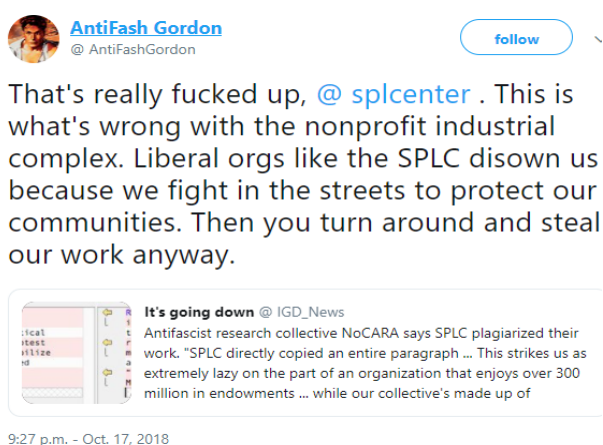 AntiFash Gordon
@ AntiFashGordon
follow
That's really fucked up, @ splcenter . This is
what's wrong with the nonprofit industrial
complex. Liberal orgs like the SPLC disown us
because we fight in the streets to protect our
communities. Then you turn around and steal
our work anyway.
It's going down @ IGD_News
Antifascist research collective NoCARA says SPLC plagiarized their
work. "SPLC directly copied an entire paragraph ... This strikes us as
extremely lazy on the part of an organization that enjoys over 300
million in endowments ... while our collective's made up of
9:27 p.m. - Oct. 17, 2018